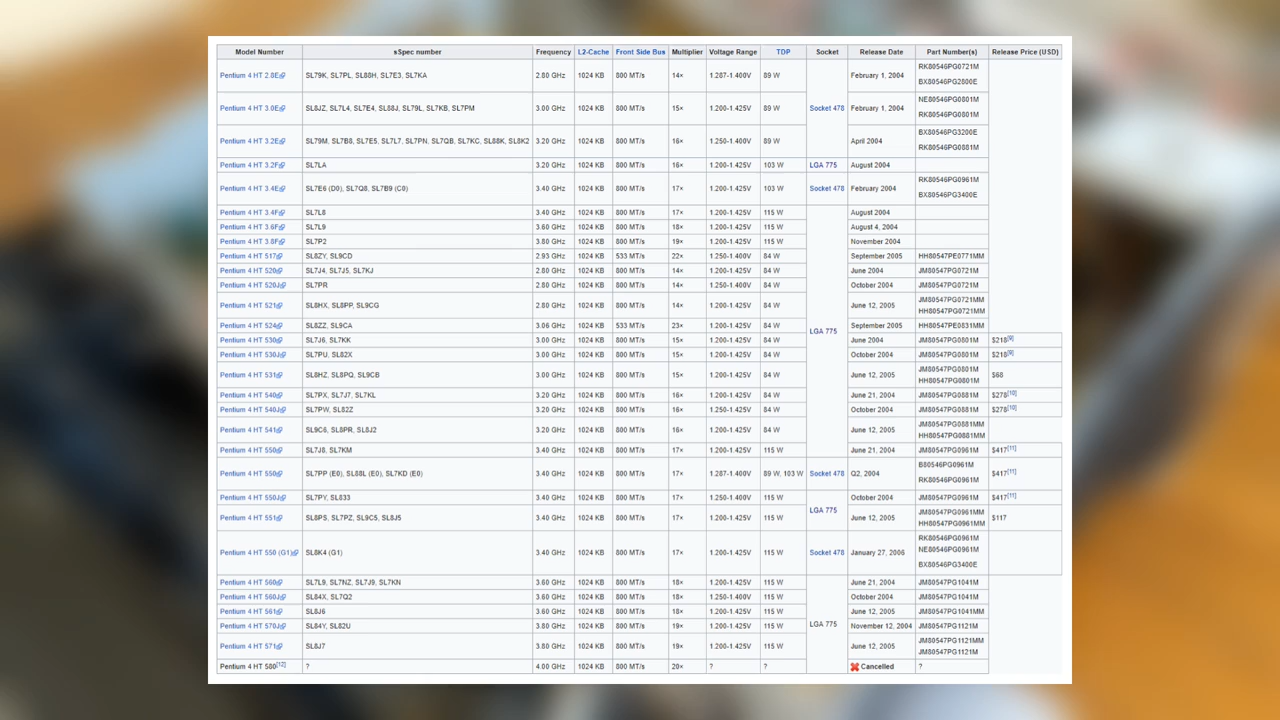 Model Number sSpec number Frequency L2-Cache Front Side Bus Multiplier Voltage Range TDP Socket Release Date Part Number(s) Release Price (USD)
Pentium 4 HT 2.8E SL79K, SL7PL, SL88H, SL7E3, SL7KA 2.80 GHz 1024 KB 800 MT/s 14× 1.287-1.400V 89 W Socket 478 February 1, 2004 RK80546PG0721M
BX80546PG2800E
Pentium 4 HT 3.0E SL8JZ, SL7L4, SL7E4, SL88J, SL79L, SL7KB, SL7PM 3.00 GHz 1024 KB 800 MT/s 15× 1.200-1.425V 89 W February 1, 2004 NE80546PG0801M
RK80546PG0801M
Pentium 4 HT 3.2E SL79M, SL7B8, SL7E5, SL7L7, SL7PN, SL7QB, SL7KC, SL88K, SL8K2 3.20 GHz 1024 KB 800 MT/s 16× 1.250-1.400V 89 W April 2004 BX80546PG3200E
RK80546PG0881M
Pentium 4 HT 3.2F SL7LA 3.20 GHz 1024 KB 800 MT/s 16× 1.200-1.425V 103 W LGA 775 August 2004
Pentium 4 HT 3.4E SL7E6 (D0), SL7Q8, SL7B9 (C0) 3.40 GHz 1024 KB 800 MT/s 17× 1.200-1.425V 103 W Socket 478 February 2004 RK80546PG0961M
BX80546PG3400E
Pentium 4 HT 3.4F SL7L8 3.40 GHz 1024 KB 800 MT/s 17× 1.200-1.425V 115 W LGA 775 August 2004
Pentium 4 HT 3.6F SL7L9 3.60 GHz 1024 KB 800 MT/s 18× 1.200-1.425V 115 W August 4, 2004
Pentium 4 HT 3.8F SL7P2 3.80 GHz 1024 KB 800 MT/s 19× 1.200-1.425V 115 W November 2004
Pentium 4 HT 517 SL8ZY, SL9CD 2.93 GHz 1024 KB 533 MT/s 22× 1.250-1.400V 84 W September 2005 HH80547PE0771MM
Pentium 4 HT 520 SL7J4, SL7J5, SL7KJ 2.80 GHz 1024 KB 800 MT/s 14× 1.200-1.425V 84 W June 2004 JM80547PG0721M
Pentium 4 HT 520J SL7PR 2.80 GHz 1024 KB 800 MT/s 14× 1.250-1.400V 84 W October 2004 JM80547PG0721M
Pentium 4 HT 521 SL8HX, SL8PP, SL9CG 2.80 GHz 1024 KB 800 MT/s 14× 1.200-1.425V 84 W June 12, 2005 JM80547PG0721MM
HH80547PG0721MM
Pentium 4 HT 524 SL8ZZ, SL9CA 3.06 GHz 1024 KB 533 MT/s 23× 1.200-1.425V 84 W September 2005 HH80547PE0831MM
Pentium 4 HT 530 SL7J6, SL7KK 3.00 GHz 1024 KB 800 MT/s 15× 1.200-1.425V 84 W June 2004 JM80547PG0801M $218[9]
Pentium 4 HT 530J SL7PU, SL82X 3.00 GHz 1024 KB 800 MT/s 15× 1.200-1.425V 84 W October 2004 JM80547PG0801M $218[9]
Pentium 4 HT 531 SL8HZ, SL8PQ, SL9CB 3.00 GHz 1024 KB 800 MT/s 15× 1.200-1.425V 84 W June 12, 2005 JM80547PG0801M $68
HH80547PG0801M
Pentium 4 HT 540 SL7PX, SL7J7, SL7KL 3.20 GHz 1024 KB 800 MT/s 16× 1.200-1.425V 84 W June 21, 2004 JM80547PG0881M $278[10]
Pentium 4 HT 540J SL7PW, SL82Z 3.20 GHz 1024 KB 800 MT/s 16× 1.250-1.425V 84 W October 2004 JM80547PG0881M $278[10]
Pentium 4 HT 541 SL9C6, SL8PR, SL8J2 3.20 GHz 1024 KB 800 MT/s 16× 1.200-1.425V 84 W June 12, 2005 JM80547PG0881MM
HH80547PG0881MM
Pentium 4 HT 550 SL7J8, SL7KM 3.40 GHz 1024 KB 800 MT/s 17× 1.200-1.425V 115 W June 21, 2004 JM80547PG0961M $417[11]
Pentium 4 HT 550 SL7PP (E0), SL88L (E0), SL7KD (E0) 3.40 GHz 1024 KB 800 MT/s 17× 1.287-1.400V 89 W, 103 W Socket 478 Q2, 2004 B80546PG0961M $417[11]
RK80546PG0961M
Pentium 4 HT 550J SL7PY, SL833 3.40 GHz 1024 KB 800 MT/s 17× 1.250-1.400V 115 W LGA 775 October 2004 JM80547PG0961M $417[11]
Pentium 4 HT 551 SL8PS, SL7PZ, SL9C5, SL8J5 3.40 GHz 1024 KB 800 MT/s 17× 1.200-1.425V 115 W June 12, 2005 JM80547PG0961MM $117
HH80547PG0961MM
Pentium 4 HT 550 (G1) SL8K4 (G1) 3.40 GHz 1024 KB 800 MT/s 17× 1.200-1.425V 115 W Socket 478 January 27, 2006 RK80546PG0961M
NE80546PG0961M
BX80546PG3400E
Pentium 4 HT 560 SL7L9, SL7NZ, SL7J9, SL7KN 3.60 GHz 1024 KB 800 MT/s 18× 1.200-1.425V 115 W LGA 775 June 21, 2004 JM80547PG1041M
Pentium 4 HT 560J SL84X, SL7Q2 3.60 GHz 1024 KB 800 MT/s 18× 1.250-1.400V 115 W October 2004 JM80547PG1041M
Pentium 4 HT 561 SL8J6 3.60 GHz 1024 KB 800 MT/s 18× 1.200-1.425V 115 W June 12, 2005 JM80547PG1041MM
Pentium 4 HT 570J SL84Y, SL82U 3.80 GHz 1024 KB 800 MT/s 19× 1.200-1.425V 115 W November 12, 2004 JM80547PG1121M
Pentium 4 HT 571 SL8J7 3.80 GHz 1024 KB 800 MT/s 19× 1.200-1.425V 115 W June 12, 2005 JM80547PG1121MM
JM80547PG1121M
Pentium 4 HT 580[12] ? 4.00 GHz 1024 KB 800 MT/s 20× ? ? Cancelled ?